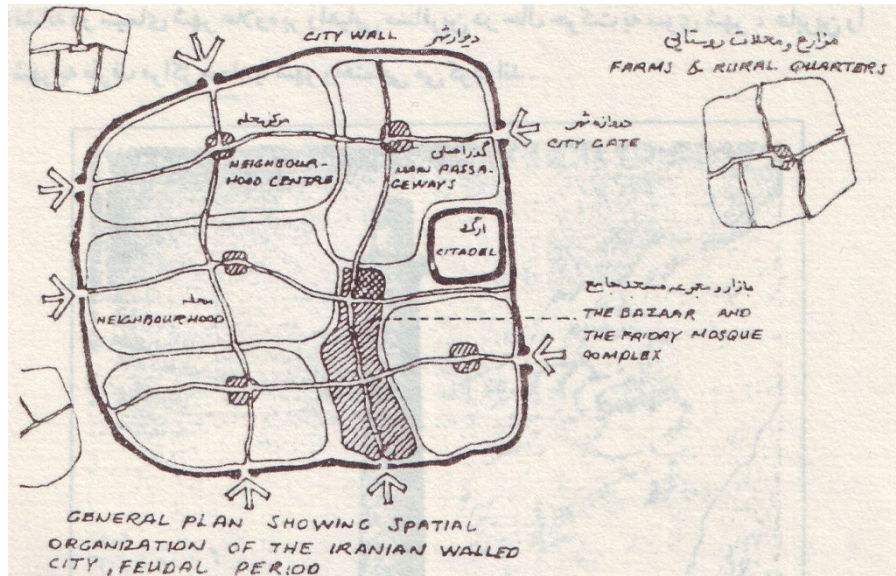 CITY WALL دیوار شهر
مزارع و محلات روستایی
FARMS & RURAL QUARTERS
مرکز محله
NEIGHBOUR-
HOOD CENTRE
گذر اصلی
MAIN PASSA-
GEWAYS
شهر
CITY GATE
ارگ
CITADEL
محله
NEIGHBOURHOOD
بازار و مجموعه مسجد جامع
THE BAZAAR AND
THE FRIDAY MOSQUE
COMPLEX
GENERAL PLAN SHOWING SPATIAL
ORGANIZATION OF THE IRANIAN WALLED
CITY, FEUDAL PERIOD